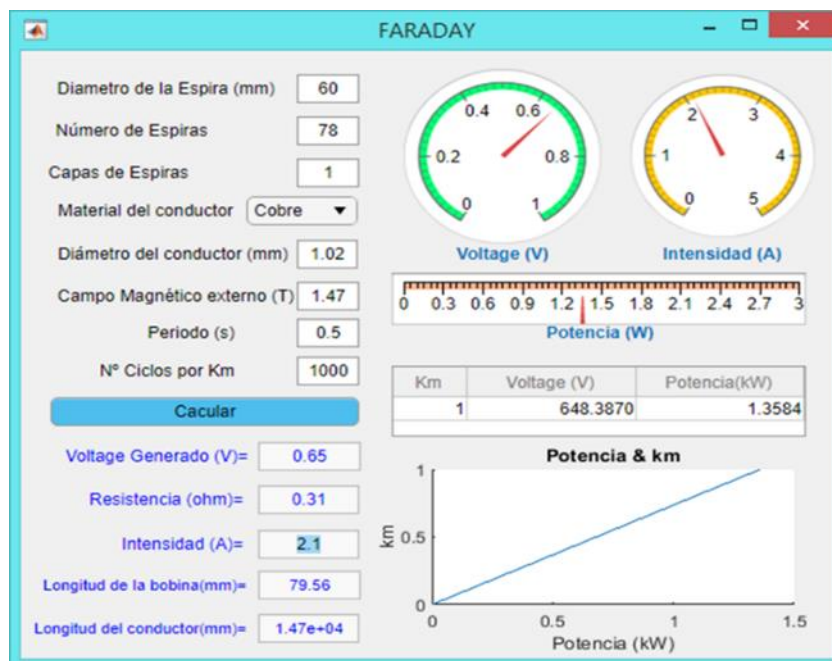 FARADAY
Diametro de la Espira (mm) 60
Número de Espiras 78
Capas de Espiras 1
Material del conductor Cobre
Diámetro del conductor (mm) 1.02
Campo Magnético externo (T) 1.47
Periodo (s) 0.5
Nº Ciclos por Km 1000
Cacular
Voltage Generado (V)= 0.65
Resistencia (ohm)= 0.31
Intensidad (A)= 2.1
Longitud de la bobina(mm)= 79.56
Longitud del conductor(mm)= 1.47e+04
0 0.2 0.4 0.6 0.8 1
Voltage (V)
0 1 2 3 4 5
Intensidad (A)
0 0.3 0.6 0.9 1.2 1.5 1.8 2.1 2.4 2.7 3
Potencia (W)
Km Voltage (V) Potencia(kW)
1 648.3870 1.3584
Potencia & km
1
0.5
0
km
0 0.5 1 1.5
Potencia (kW)